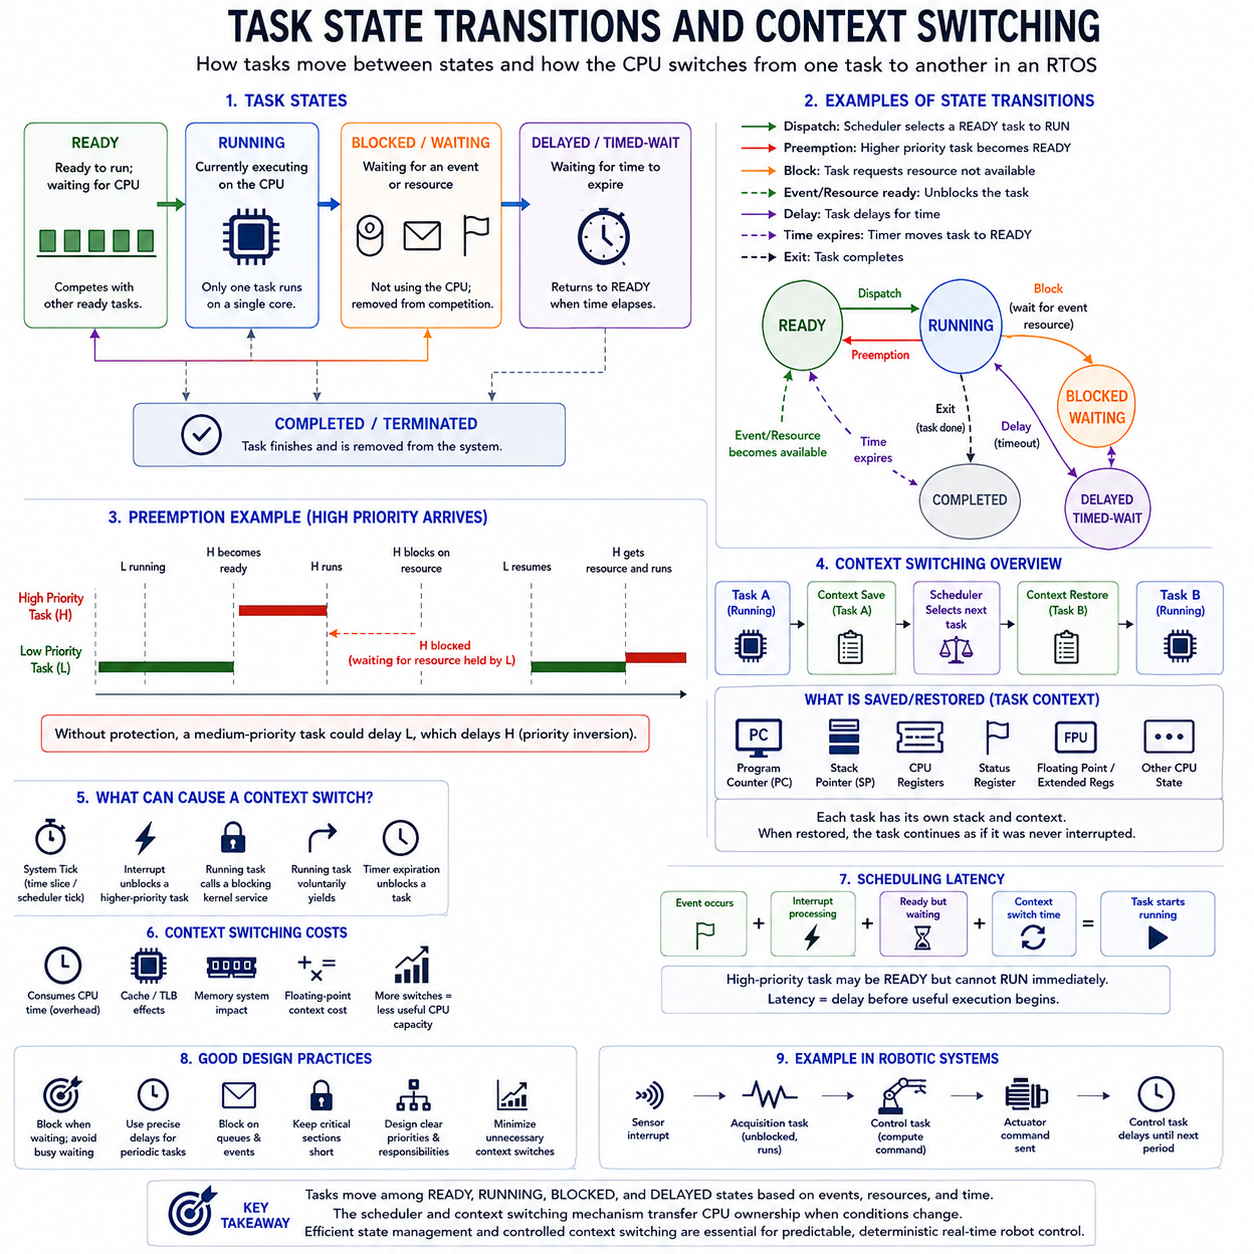 TASK STATE TRANSITIONS AND CONTEXT SWITCHING
How tasks move between states and how the CPU switches from one task to another in an RTOS
1. TASK STATES
READY
Ready to run;
waiting for CPU
Competes with
other ready tasks.
RUNNING
Currently executing
on the CPU
Only one task runs
on a single core.
BLOCKED / WAITING
Waiting for an event
or resource
Not using the CPU;
removed from competition.
DELAYED / TIMED-WAIT
Waiting for time to
expire
Returns to READY
when time elapses.
COMPLETED / TERMINATED
Task finishes and is removed from the system.
2. EXAMPLES OF STATE TRANSITIONS
Dispatch: Scheduler selects a READY task to RUN
Preemption: Higher priority task becomes READY
Block: Task requests resource not available
Event/Resource ready: Unblocks the task
Delay: Task delays for time
Time expires: Timer moves task to READY
Exit: Task completes
READY
Dispatch
Preemption
RUNNING
Block
(wait for event
resource)
BLOCKED
WAITING
Exit
(task done)
Delay
(timeout)
Event/Resource
becomes available
Time
expires
COMPLETED
DELAYED
TIMED-WAIT
3. PREEMPTION EXAMPLE (HIGH PRIORITY ARRIVES)
L running
H becomes
ready
H runs
H blocks on
resource
L resumes
H gets
resource and runs
High Priority
Task (H)
Low Priority
Task (L)
H blocked
(waiting for resource held by L)
Without protection, a medium-priority task could delay L, which delays H (priority inversion).
4. CONTEXT SWITCHING OVERVIEW
Task A
(Running)
Context Save
(Task A)
Scheduler
Selects next
task
Context Restore
(Task B)
Task B
(Running)
WHAT IS SAVED/RESTORED (TASK CONTEXT)
PC
Program
Counter (PC)
Stack
Pointer (SP)
CPU
Registers
Status
Register
FPU
Floating Point /
Extended Regs
Other CPU
State
Each task has its own stack and context.
When restored, the task continues as if it was never interrupted.
5. WHAT CAN CAUSE A CONTEXT SWITCH?
System Tick
(time slice /
scheduler tick)
Interrupt
unblocks a
higher-priority task
Running task
calls a blocking
kernel service
Running task
voluntarily
yields
Timer expiration
unblocks a
task
6. CONTEXT SWITCHING COSTS
Consumes CPU
time (overhead)
Cache / TLB
effects
Memory system
impact
Floating-point
context cost
More switches =
less useful CPU
capacity
7. SCHEDULING LATENCY
Event occurs
+
Interrupt
processing
+
Ready but
waiting
+
Context
switch time
=
Task starts
running
High-priority task may be READY but cannot RUN immediately.
Latency = delay before useful execution begins.
8. GOOD DESIGN PRACTICES
Block when
waiting; avoid
busy waiting
Use precise
delays for
periodic tasks
Block on
queues &
events
Keep critical
sections
short
Design clear
priorities &
responsibilities
Minimize
unnecessary
context switches
9. EXAMPLE IN ROBOTIC SYSTEMS
Sensor
interrupt
Acquisition task
(unblocked,
runs)
Control task
(compute
command)
Actuator
command
sent
Control task
delays until next
period
KEY
TAKEAWAY
Tasks move among READY, RUNNING, BLOCKED, and DELAYED states based on events, resources, and time.
The scheduler and context switching mechanism transfer CPU ownership when conditions change.
Efficient state management and controlled context switching are essential for predictable, deterministic real-time robot control.